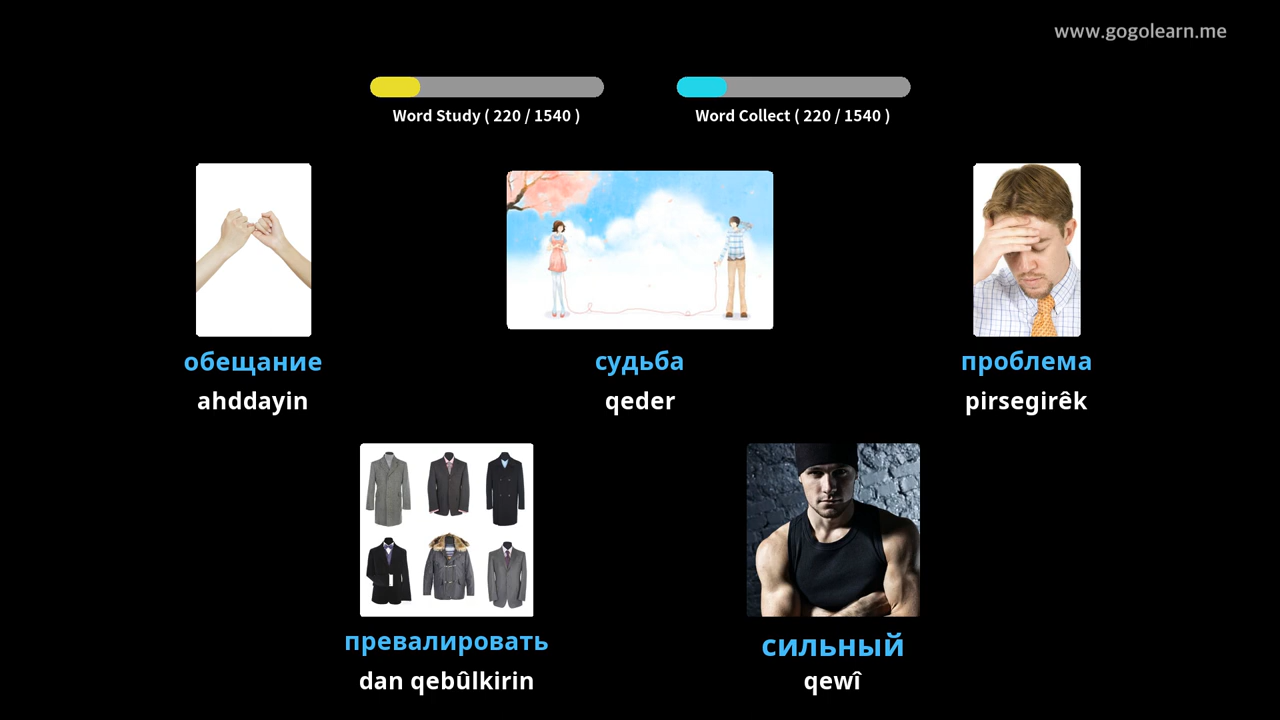 www.gogolearn.me
Word Study ( 220 / 1540 )
Word Collect ( 220 / 1540 )
обещание
ahddayin
судьба
qeder
проблема
pirsegirêk
превалировать
dan qebûlkirin
сильный
qewî